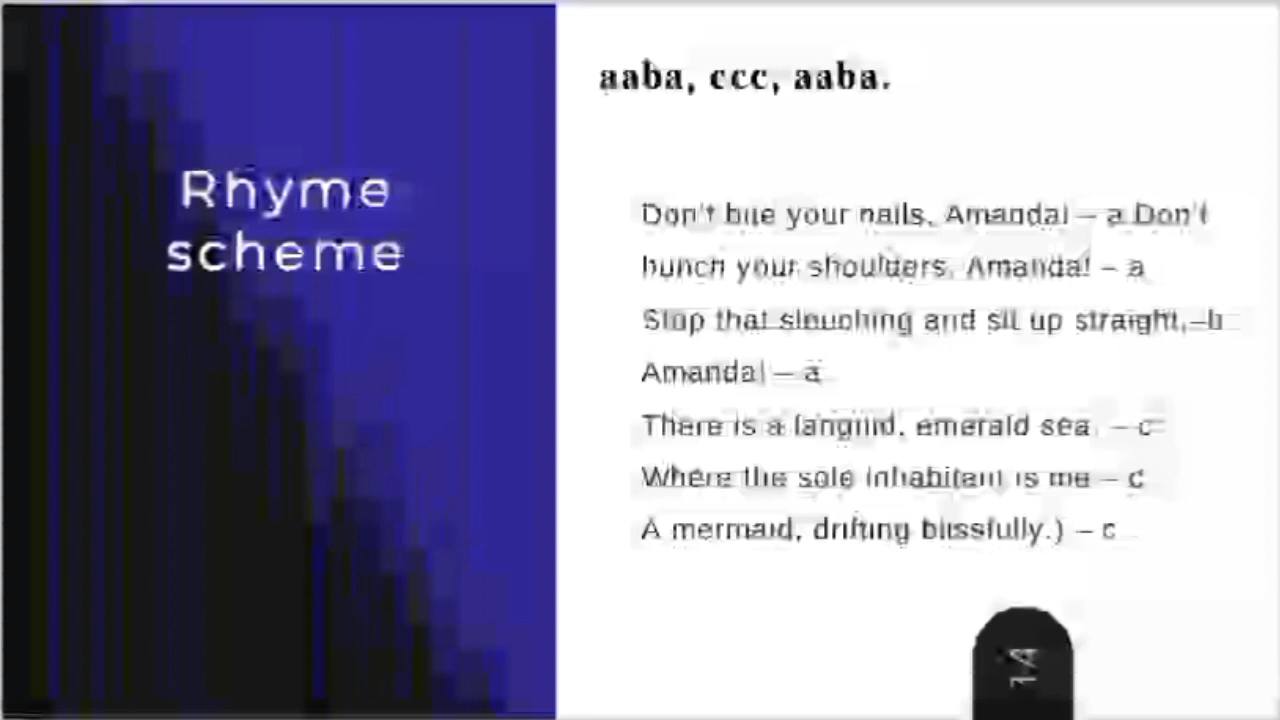 Rhyme
scheme
aaba, ccc, aaba.
Don't bite your nails, Amanda! – a Don't
hunch your shoulders, Amanda! – a
Stop that slouching and sit up straight,–b
Amanda! – a
There is a languid, emerald sea, – c
Where the sole inhabitant is me – c
A mermaid, drifting blissfully.) – c